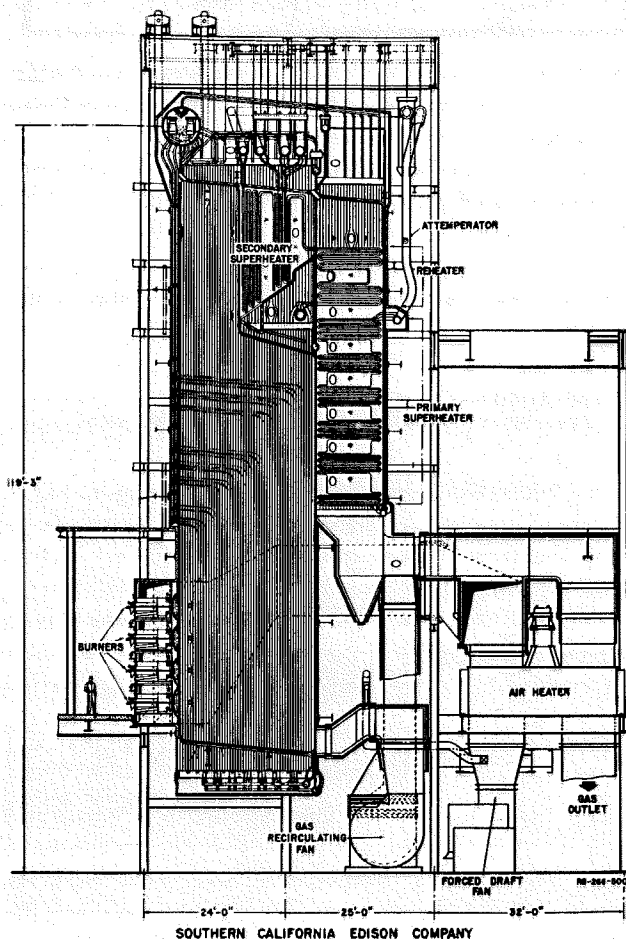 ATTEMPERATOR
SECONDARY
SUPERHEATER
REHEATER
PRIMARY
SUPERHEATER
119'-3"
BURNERS
AIR HEATER
GAS
OUTLET
GAS
RECIRCULATING
FAN
FORCED DRAFT
FAN
24'-0"
25'-0"
32'-0"
SOUTHERN CALIFORNIA EDISON COMPANY